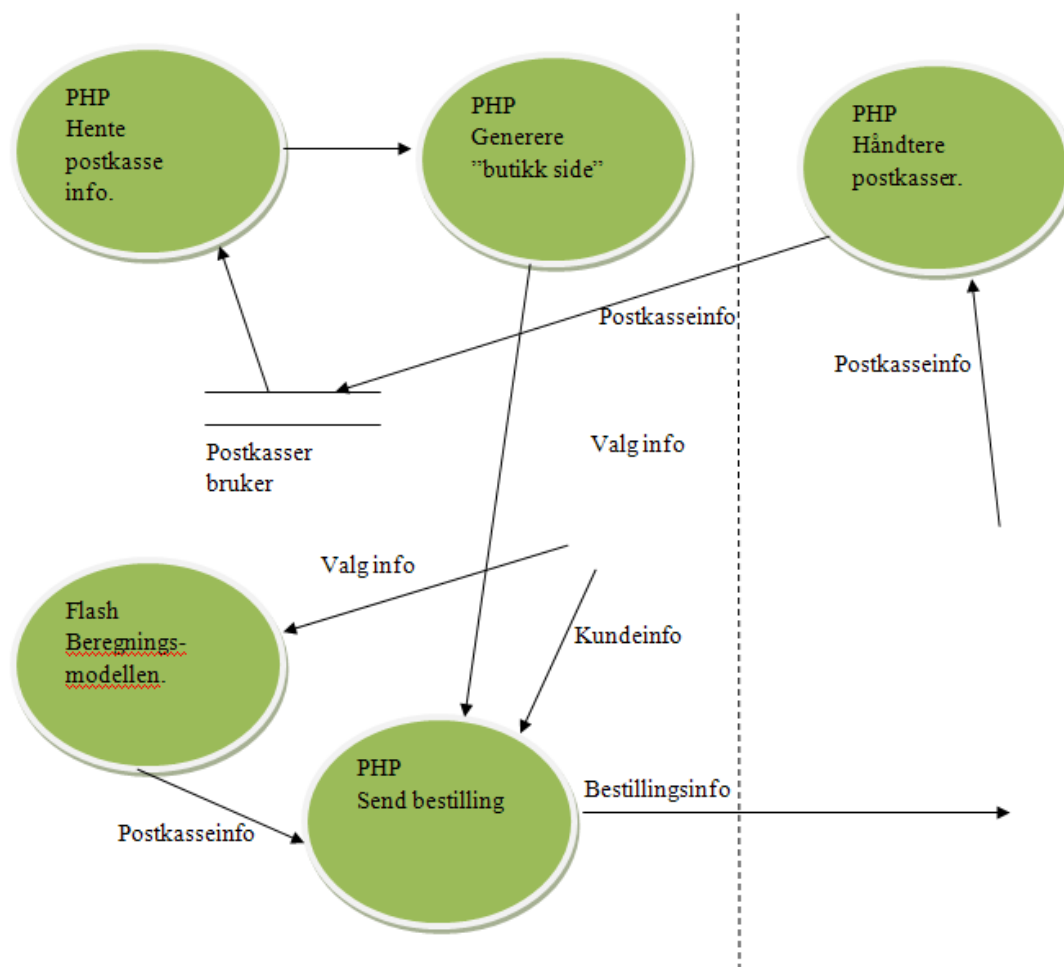 PHP
Hente
postkasse
info.
PHP
Generere
”butikk side”
PHP
Håndtere
postkasser.
Postkasseinfo
Postkasseinfo
Postkasser
bruker
Valg info
Valg info
Flash
Beregnings-
modellen.
Kundeinfo
PHP
Send bestilling
Bestillingsinfo
Postkasseinfo